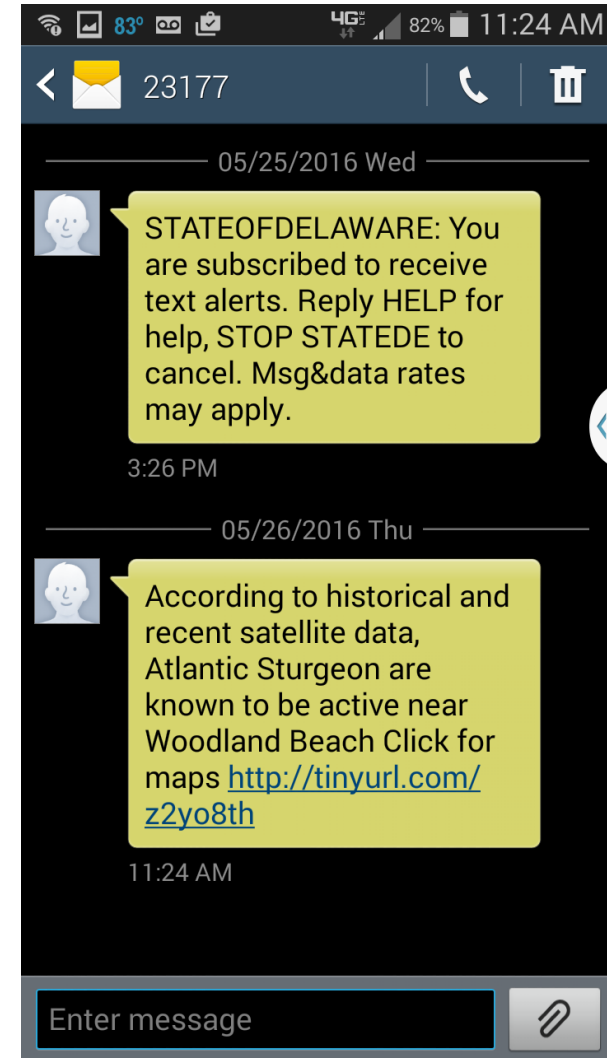 83° 4G LTE 82% 11:24 AM
23177
05/25/2016 Wed
STATEOFDELAWARE: You
are subscribed to receive
text alerts. Reply HELP for
help, STOP STATEDE to
cancel. Msg&data rates
may apply.
3:26 PM
05/26/2016 Thu
According to historical and
recent satellite data,
Atlantic Sturgeon are
known to be active near
Woodland Beach Click for
maps http://tinyurl.com/
z2yo8th
11:24 AM
Enter message